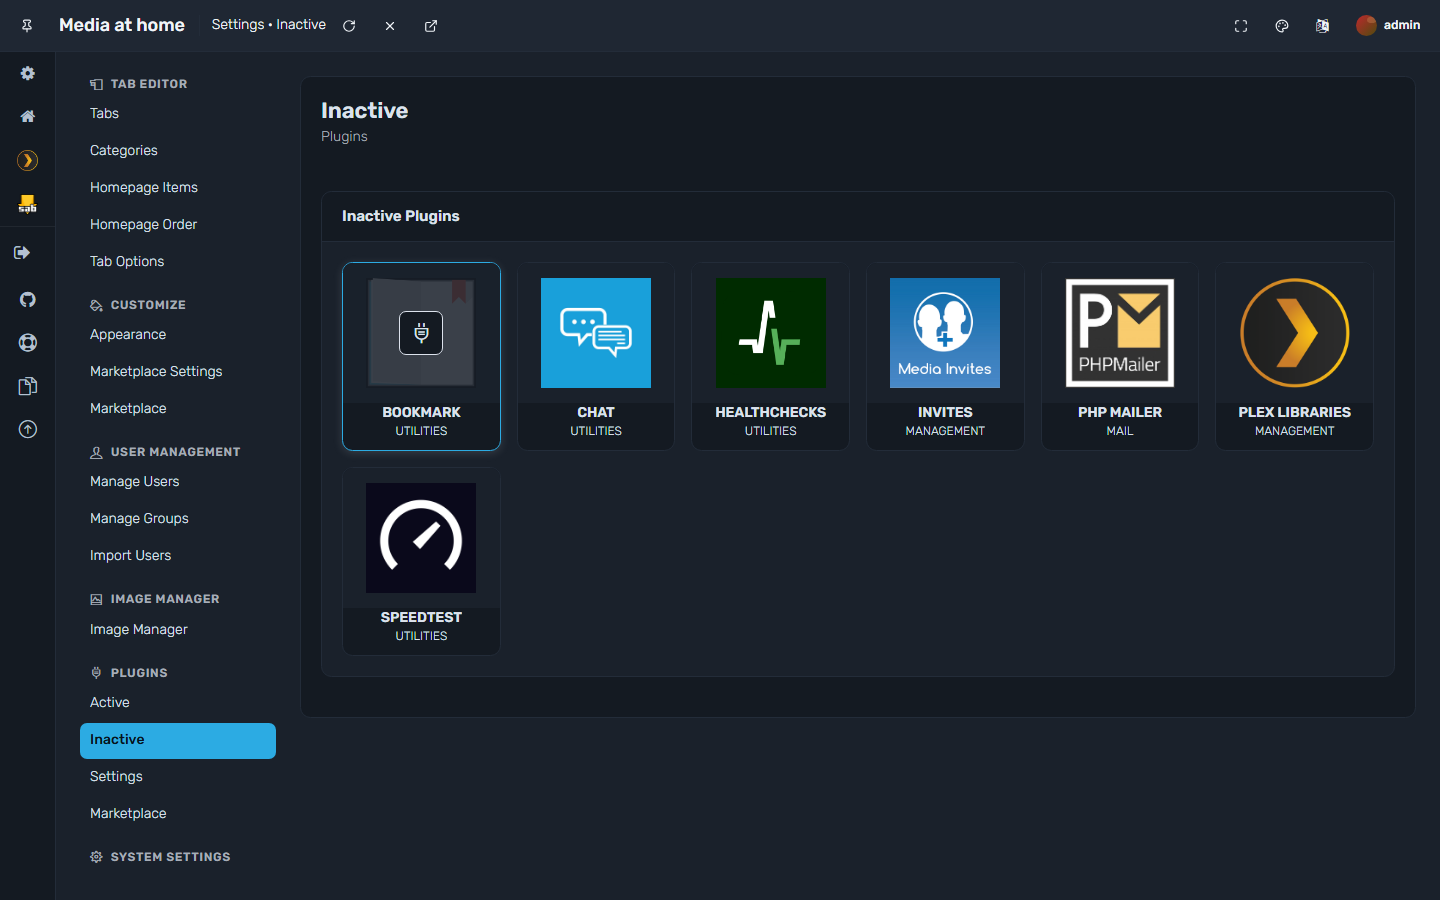 Media at home
Settings • Inactive
admin
sab
TAB EDITOR
Tabs
Categories
Homepage Items
Homepage Order
Tab Options
CUSTOMIZE
Appearance
Marketplace Settings
Marketplace
USER MANAGEMENT
Manage Users
Manage Groups
Import Users
IMAGE MANAGER
Image Manager
PLUGINS
Active
Inactive
Settings
Marketplace
SYSTEM SETTINGS
Inactive
Plugins
Inactive Plugins
BOOKMARK
UTILITIES
CHAT
UTILITIES
HEALTHCHECKS
UTILITIES
Media Invites
INVITES
MANAGEMENT
PM
PHPMailer
PHP MAILER
MAIL
PLEX LIBRARIES
MANAGEMENT
SPEEDTEST
UTILITIES